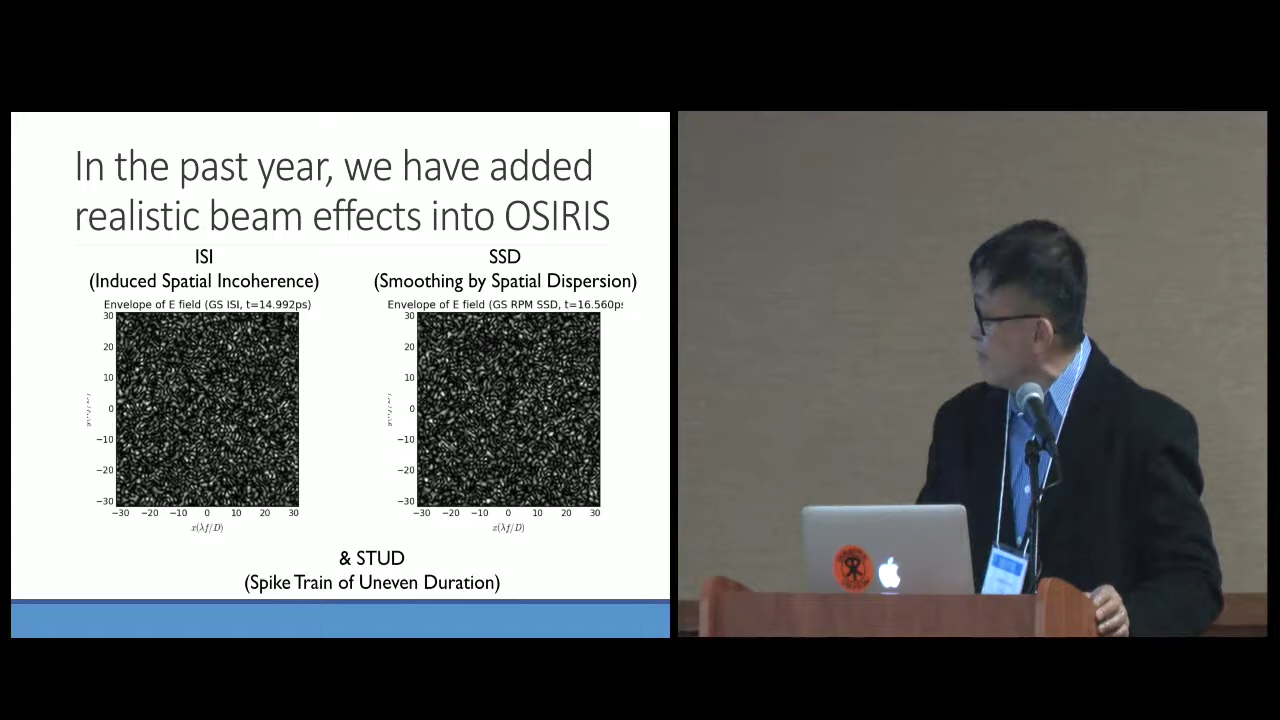 In the past year, we have added
realistic beam effects into OSIRIS
ISI
(Induced Spatial Incoherence)
SSD
(Smoothing by Spatial Dispersion)
Envelope of E field (GS ISI, t=14.992ps)
30
20
10
0
−10
−20
−30
−30 −20 −10 0 10 20 30
x(λf/D)
Envelope of E field (GS RPM SSD, t=16.560ps
30
20
10
0
−10
−20
−30
−30 −20 −10 0 10 20 30
x(λf/D)
& STUD
(Spike Train of Uneven Duration)